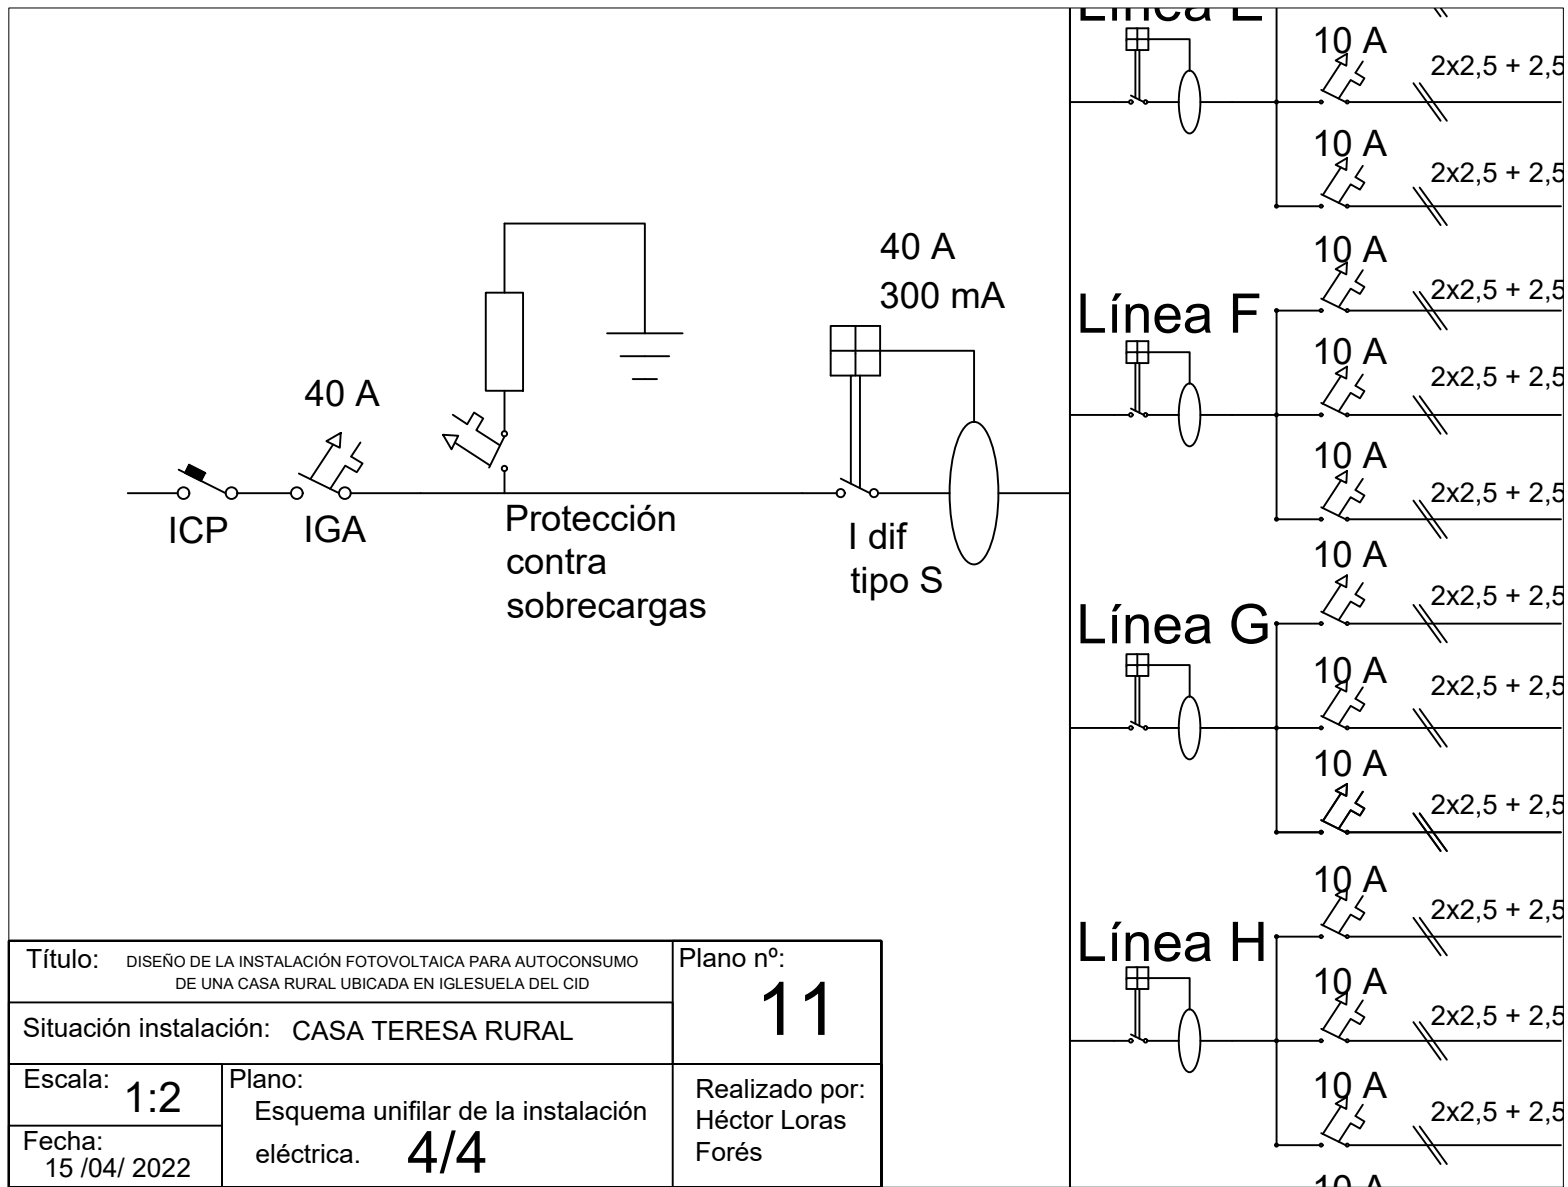 Línea E
10 A
2x2,5 + 2,5
10 A
2x2,5 + 2,5
40 A
300 mA
Línea F
10 A
2x2,5 + 2,5
10 A
2x2,5 + 2,5
10 A
2x2,5 + 2,5
40 A
ICP
IGA
Protección
contra
sobrecargas
I dif
tipo S
Línea G
10 A
2x2,5 + 2,5
10 A
2x2,5 + 2,5
10 A
2x2,5 + 2,5
Línea H
10 A
2x2,5 + 2,5
10 A
2x2,5 + 2,5
10 A
2x2,5 + 2,5
10 A
Título: DISEÑO DE LA INSTALACIÓN FOTOVOLTAICA PARA AUTOCONSUMO
DE UNA CASA RURAL UBICADA EN IGLESUELA DEL CID
Plano nº:
11
Situación instalación: CASA TERESA RURAL
Escala: 1:2
Plano:
Esquema unifilar de la instalación
eléctrica. 4/4
Fecha:
15 /04/ 2022
Realizado por:
Héctor Loras
Forés